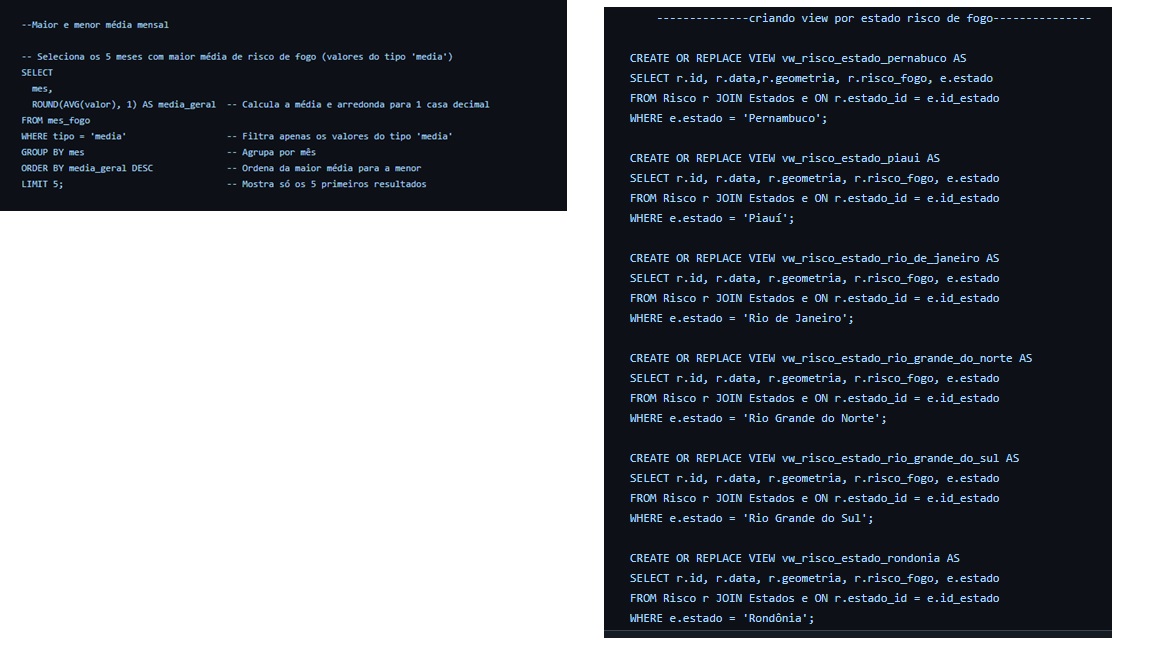 --Maior e menor média mensal
-- Seleciona os 5 meses com maior média de risco de fogo (valores do tipo 'media')
SELECT
mes,
ROUND(AVG(valor), 1) AS media_geral -- Calcula a média e arredonda para 1 casa decimal
FROM mes_fogo
WHERE tipo = 'media' -- Filtra apenas os valores do tipo 'media'
GROUP BY mes -- Agrupa por mês
ORDER BY media_geral DESC -- Ordena da maior média para a menor
LIMIT 5; -- Mostra só os 5 primeiros resultados
--------------criando view por estado risco de fogo---------------
CREATE OR REPLACE VIEW vw_risco_estado_pernabuco AS
SELECT r.id, r.data,r.geometria, r.risco_fogo, e.estado
FROM Risco r JOIN Estados e ON r.estado_id = e.id_estado
WHERE e.estado = 'Pernambuco';
CREATE OR REPLACE VIEW vw_risco_estado_piaui AS
SELECT r.id, r.data, r.geometria, r.risco_fogo, e.estado
FROM Risco r JOIN Estados e ON r.estado_id = e.id_estado
WHERE e.estado = 'Piauí';
CREATE OR REPLACE VIEW vw_risco_estado_rio_de_janeiro AS
SELECT r.id, r.data, r.geometria, r.risco_fogo, e.estado
FROM Risco r JOIN Estados e ON r.estado_id = e.id_estado
WHERE e.estado = 'Rio de Janeiro';
CREATE OR REPLACE VIEW vw_risco_estado_rio_grande_do_norte AS
SELECT r.id, r.data, r.geometria, r.risco_fogo, e.estado
FROM Risco r JOIN Estados e ON r.estado_id = e.id_estado
WHERE e.estado = 'Rio Grande do Norte';
CREATE OR REPLACE VIEW vw_risco_estado_rio_grande_do_sul AS
SELECT r.id, r.data, r.geometria, r.risco_fogo, e.estado
FROM Risco r JOIN Estados e ON r.estado_id = e.id_estado
WHERE e.estado = 'Rio Grande do Sul';
CREATE OR REPLACE VIEW vw_risco_estado_rondonia AS
SELECT r.id, r.data, r.geometria, r.risco_fogo, e.estado
FROM Risco r JOIN Estados e ON r.estado_id = e.id_estado
WHERE e.estado = 'Rondônia';